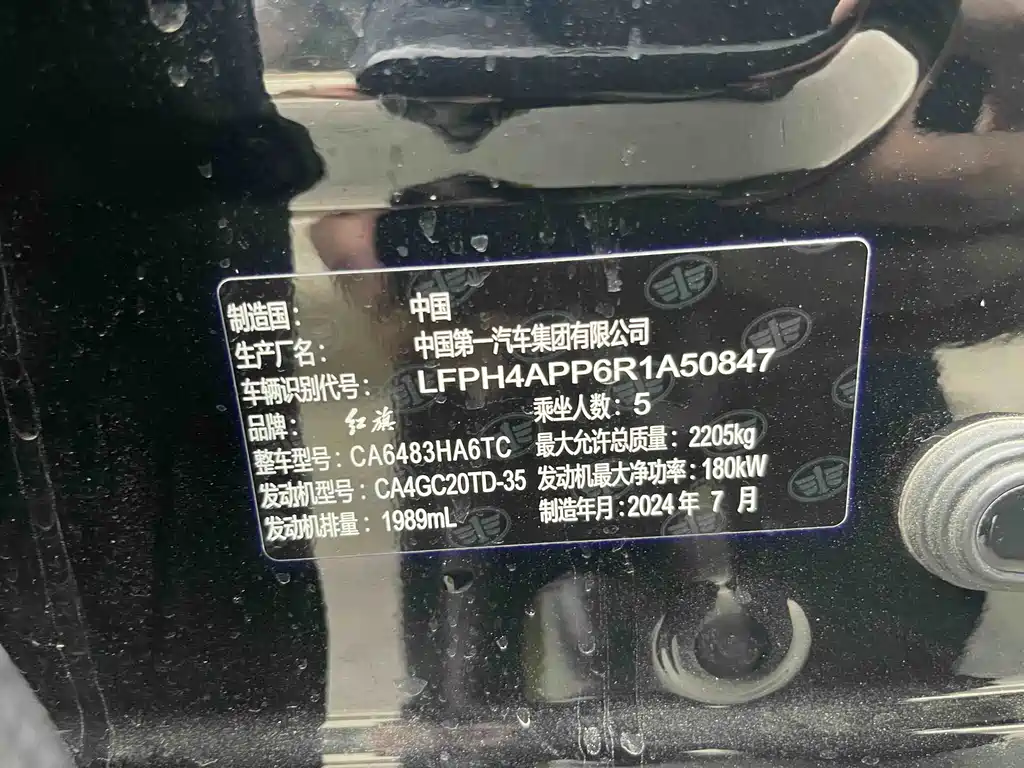 制造国： 中国
生产厂名： 中国第一汽车集团有限公司
车辆识别代号： LFPH4APP6R1A50847
品牌： 红旗 乘坐人数：5
整车型号：CA6483HA6TC 最大允许总质量：2205kg
发动机型号：CA4GC20TD-35 发动机最大净功率：180kW
发动机排量：1989mL 制造年月：2024年 7 月